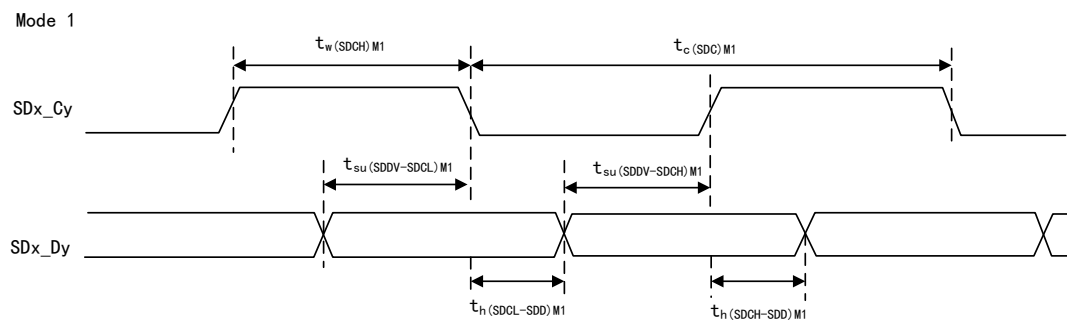 Mode 1
tw(SDCH)M1
tc(SDC)M1
SDx_Cy
tsu(SDDV-SDCL)M1
tsu(SDDV-SDCH)M1
SDx_Dy
th(SDCL-SDD)M1
th(SDCH-SDD)M1